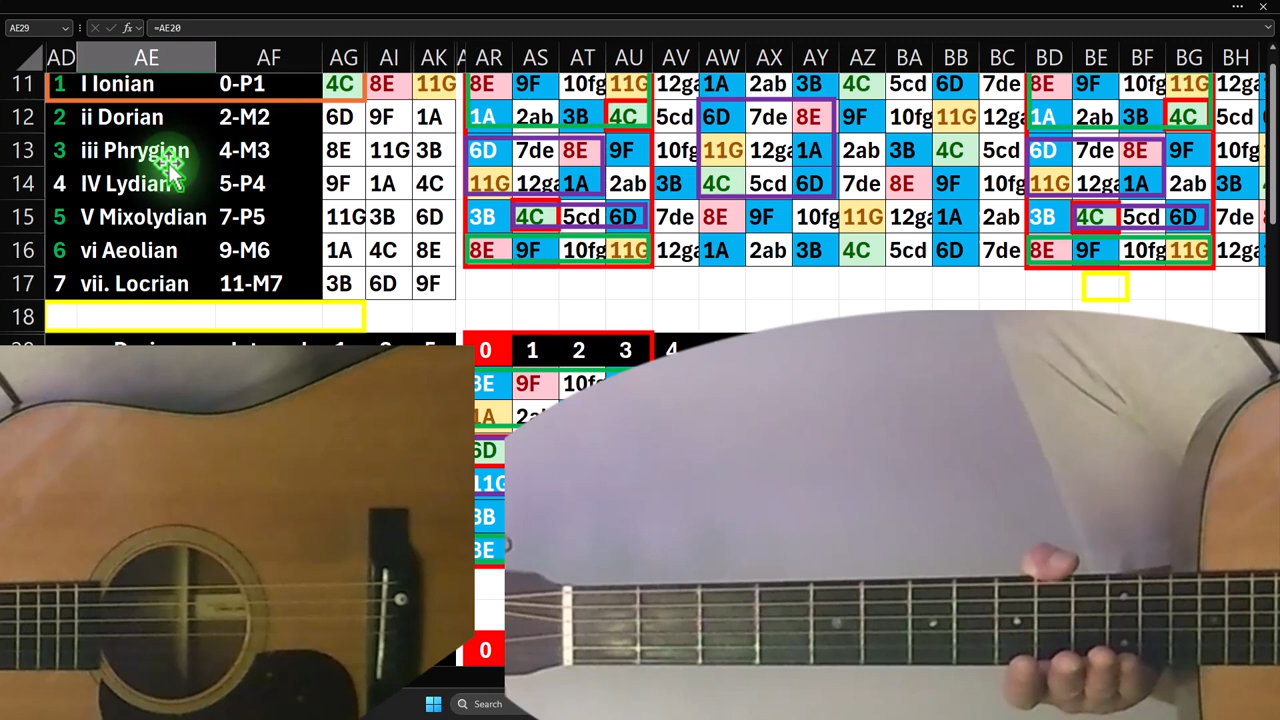 AE29 fx =AE20
AD AE AF AG AI AK AR AS AT AU AV AW AX AY AZ BA BB BC BD BE BF BG BH
11 1 I Ionian 0-P1 4C 8E 11G 8E 9F 10fg 11G 12ga 1A 2ab 3B 4C 5cd 6D 7de 8E 9F 10fg 11G 12ga
12 2 ii Dorian 2-M2 6D 9F 1A 1A 2ab 3B 4C 5cd 6D 7de 8E 9F 10fg 11G 12ga 1A 2ab 3B 4C 5cd
13 3 iii Phrygian 4-M3 8E 11G 3B 6D 7de 8E 9F 10fg 11G 12ga 1A 2ab 3B 4C 5cd 6D 7de 8E 9F 10fg
14 4 IV Lydian 5-P4 9F 1A 4C 11G 12ga 1A 2ab 3B 4C 5cd 6D 7de 8E 9F 10fg 11G 12ga 1A 2ab 3B
15 5 V Mixolydian 7-P5 11G 3B 6D 3B 4C 5cd 6D 7de 8E 9F 10fg 11G 12ga 1A 2ab 3B 4C 5cd 6D 7de
16 6 vi Aeolian 9-M6 1A 4C 8E 8E 9F 10fg 11G 12ga 1A 2ab 3B 4C 5cd 6D 7de 8E 9F 10fg 11G 12ga
17 7 vii. Locrian 11-M7 3B 6D 9F
18
0 1 2 3 4
8E 9F 10fg
1A 2ab
6D
11G
3B
8E
0
Search